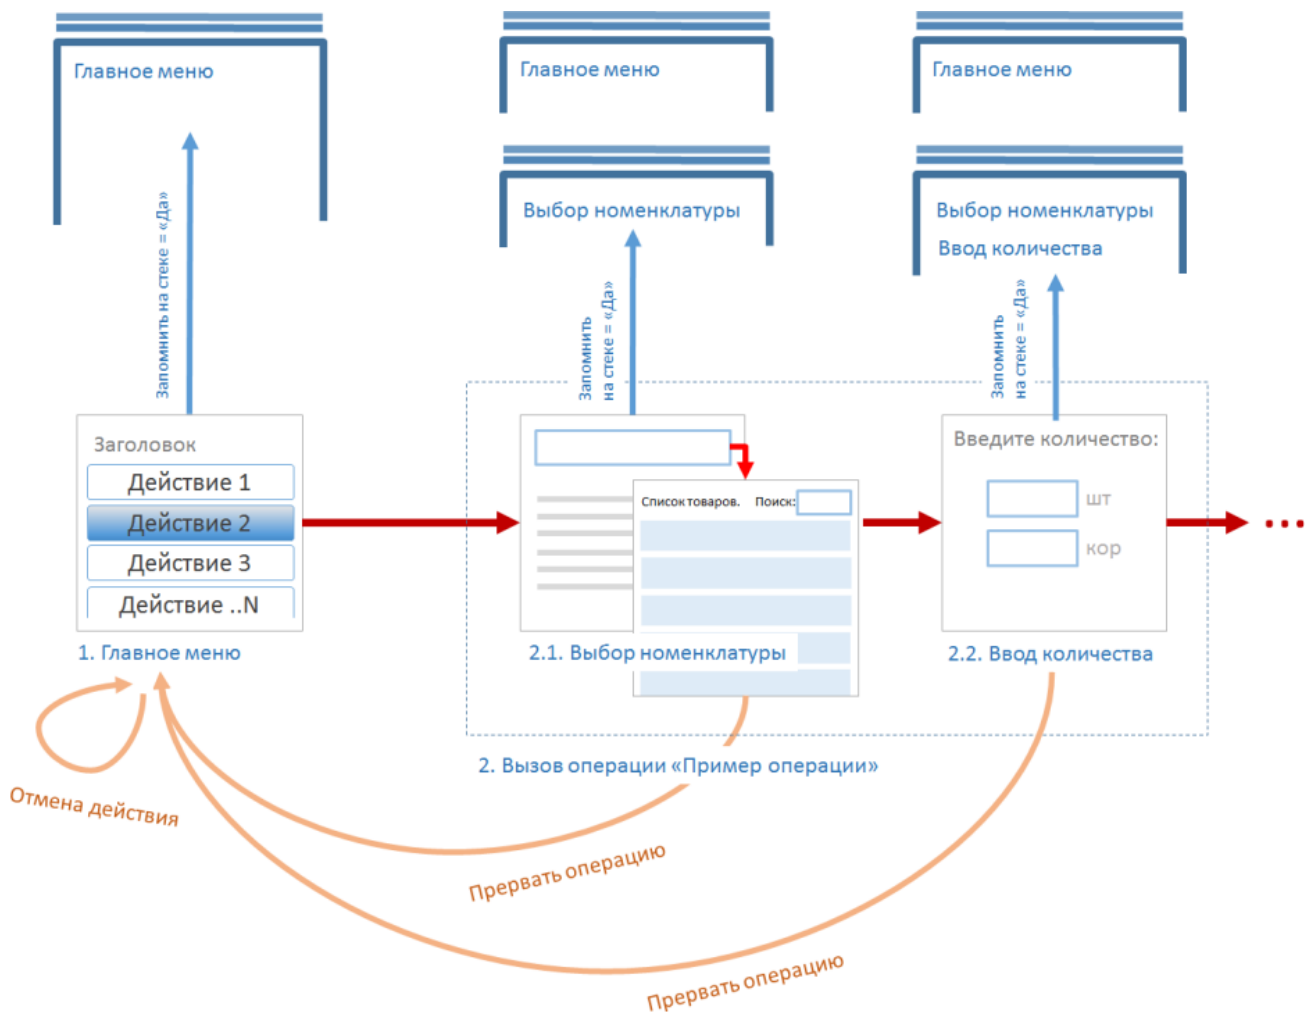 Главное меню
Главное меню
Главное меню
Выбор номенклатуры
Выбор номенклатуры
Ввод количества
Запомнить на стеке = «Да»
Запомнить
на стеке = «Да»
Запомнить
на стеке = «Да»
Заголовок
Действие 1
Действие 2
Действие 3
Действие ..N
Список товаров. Поиск:
Введите количество:
шт
кор
...
1. Главное меню
2.1. Выбор номенклатуры
2.2. Ввод количества
2. Вызов операции «Пример операции»
Отмена действия
Прервать операцию
Прервать операцию